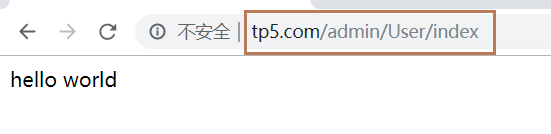 不安全 | tp5.com/admin/User/index
hello world